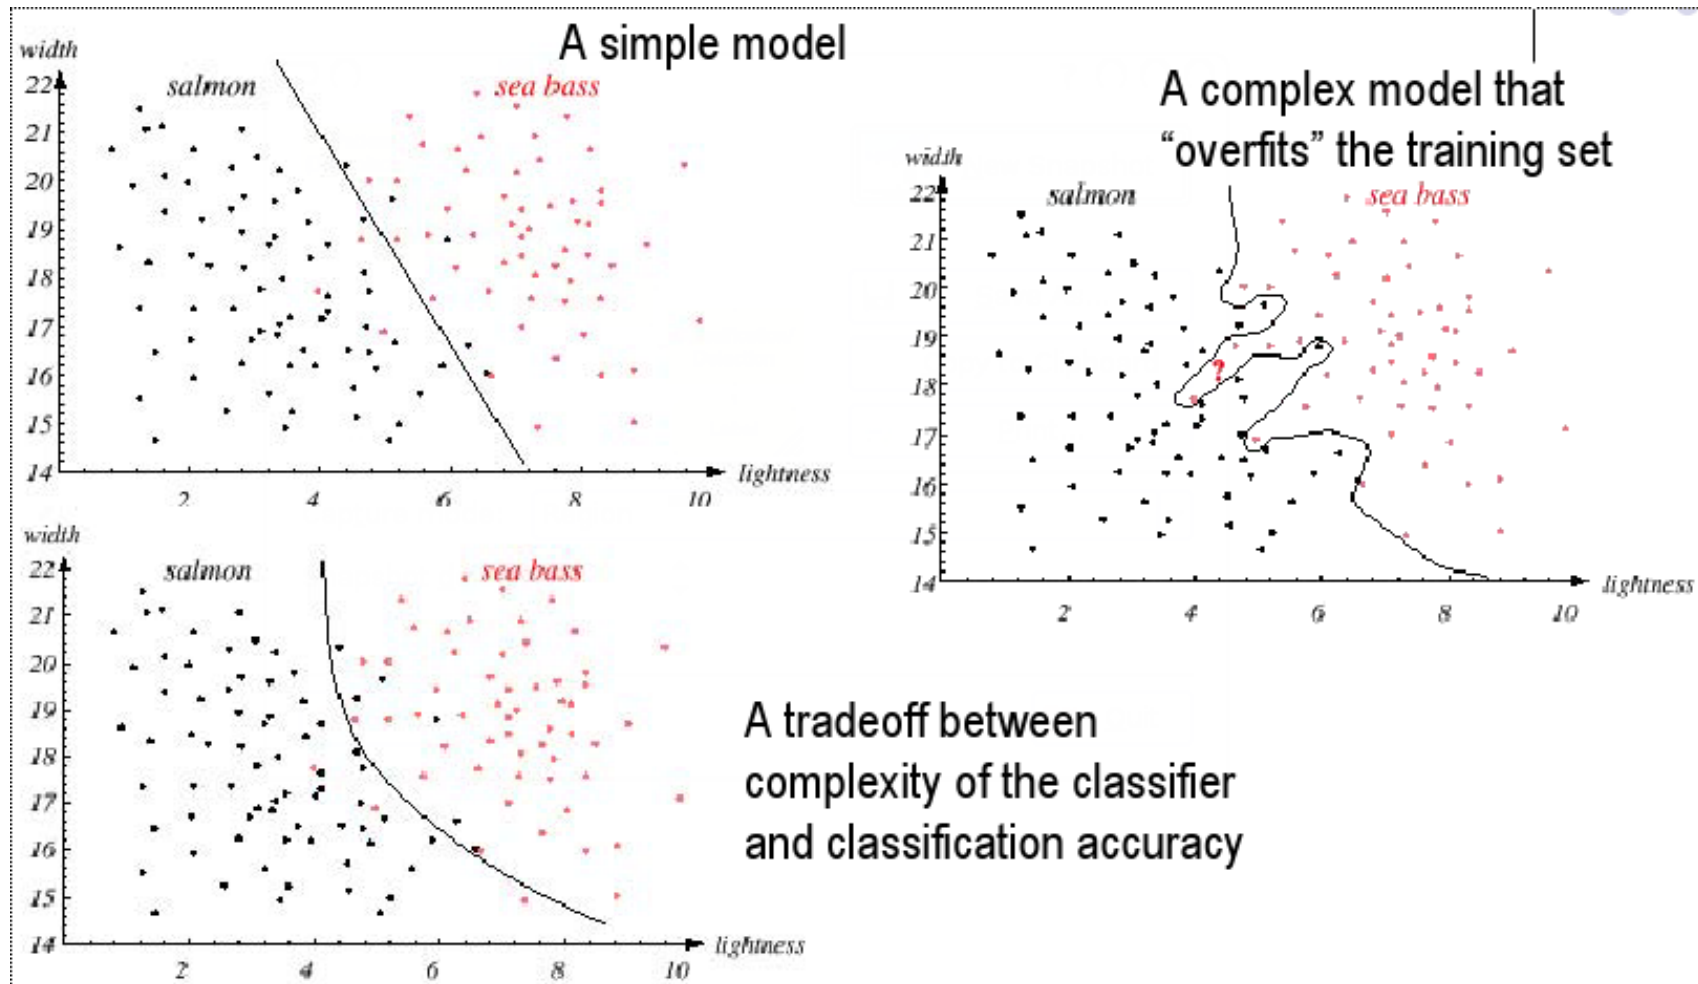 A simple model
width
salmon
sea bass
22
21
20
19
18
17
16
15
14
2
4
6
8
10
lightness
A complex model that
“overfits” the training set
width
salmon
sea bass
22
21
20
19
18
17
16
15
14
?
2
4
6
8
10
lightness
width
salmon
sea bass
22
21
20
19
18
17
16
15
14
2
4
6
8
10
lightness
A tradeoff between
complexity of the classifier
and classification accuracy